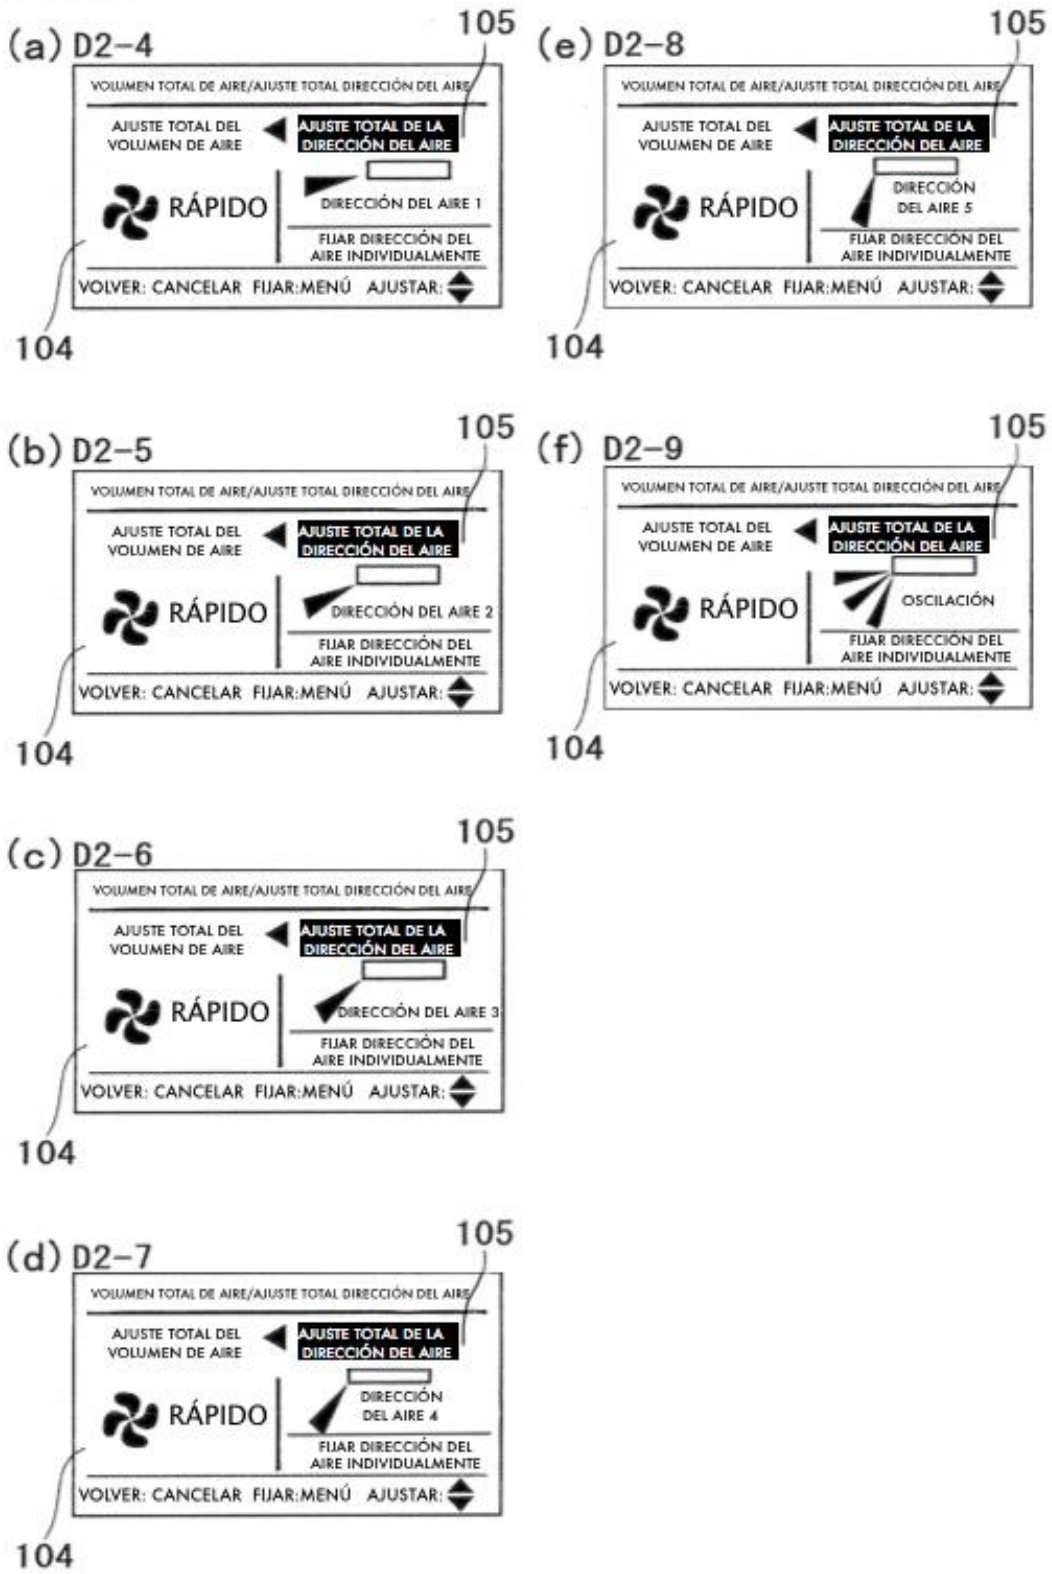 105
(a) D2-4
VOLUMEN TOTAL DE AIRE/AJUSTE TOTAL DIRECCIÓN DEL AIRE
AJUSTE TOTAL DEL
VOLUMEN DE AIRE
AJUSTE TOTAL DE LA
DIRECCIÓN DEL AIRE
RÁPIDO
DIRECCIÓN DEL AIRE 1
FIJAR DIRECCIÓN DEL
AIRE INDIVIDUALMENTE
VOLVER: CANCELAR FIJAR:MENÚ AJUSTAR:
104
105
(b) D2-5
VOLUMEN TOTAL DE AIRE/AJUSTE TOTAL DIRECCIÓN DEL AIRE
AJUSTE TOTAL DEL
VOLUMEN DE AIRE
AJUSTE TOTAL DE LA
DIRECCIÓN DEL AIRE
RÁPIDO
DIRECCIÓN DEL AIRE 2
FIJAR DIRECCIÓN DEL
AIRE INDIVIDUALMENTE
VOLVER: CANCELAR FIJAR:MENÚ AJUSTAR:
104
105
(c) D2-6
VOLUMEN TOTAL DE AIRE/AJUSTE TOTAL DIRECCIÓN DEL AIRE
AJUSTE TOTAL DEL
VOLUMEN DE AIRE
AJUSTE TOTAL DE LA
DIRECCIÓN DEL AIRE
RÁPIDO
DIRECCIÓN DEL AIRE 3
FIJAR DIRECCIÓN DEL
AIRE INDIVIDUALMENTE
VOLVER: CANCELAR FIJAR:MENÚ AJUSTAR:
104
105
(d) D2-7
VOLUMEN TOTAL DE AIRE/AJUSTE TOTAL DIRECCIÓN DEL AIRE
AJUSTE TOTAL DEL
VOLUMEN DE AIRE
AJUSTE TOTAL DE LA
DIRECCIÓN DEL AIRE
RÁPIDO
DIRECCIÓN
DEL AIRE 4
FIJAR DIRECCIÓN DEL
AIRE INDIVIDUALMENTE
VOLVER: CANCELAR FIJAR:MENÚ AJUSTAR:
104
105
(e) D2-8
VOLUMEN TOTAL DE AIRE/AJUSTE TOTAL DIRECCIÓN DEL AIRE
AJUSTE TOTAL DEL
VOLUMEN DE AIRE
AJUSTE TOTAL DE LA
DIRECCIÓN DEL AIRE
RÁPIDO
DIRECCIÓN
DEL AIRE 5
FIJAR DIRECCIÓN DEL
AIRE INDIVIDUALMENTE
VOLVER: CANCELAR FIJAR:MENÚ AJUSTAR:
104
105
(f) D2-9
VOLUMEN TOTAL DE AIRE/AJUSTE TOTAL DIRECCIÓN DEL AIRE
AJUSTE TOTAL DEL
VOLUMEN DE AIRE
AJUSTE TOTAL DE LA
DIRECCIÓN DEL AIRE
RÁPIDO
OSCILACIÓN
FIJAR DIRECCIÓN DEL
AIRE INDIVIDUALMENTE
VOLVER: CANCELAR FIJAR:MENÚ AJUSTAR:
104